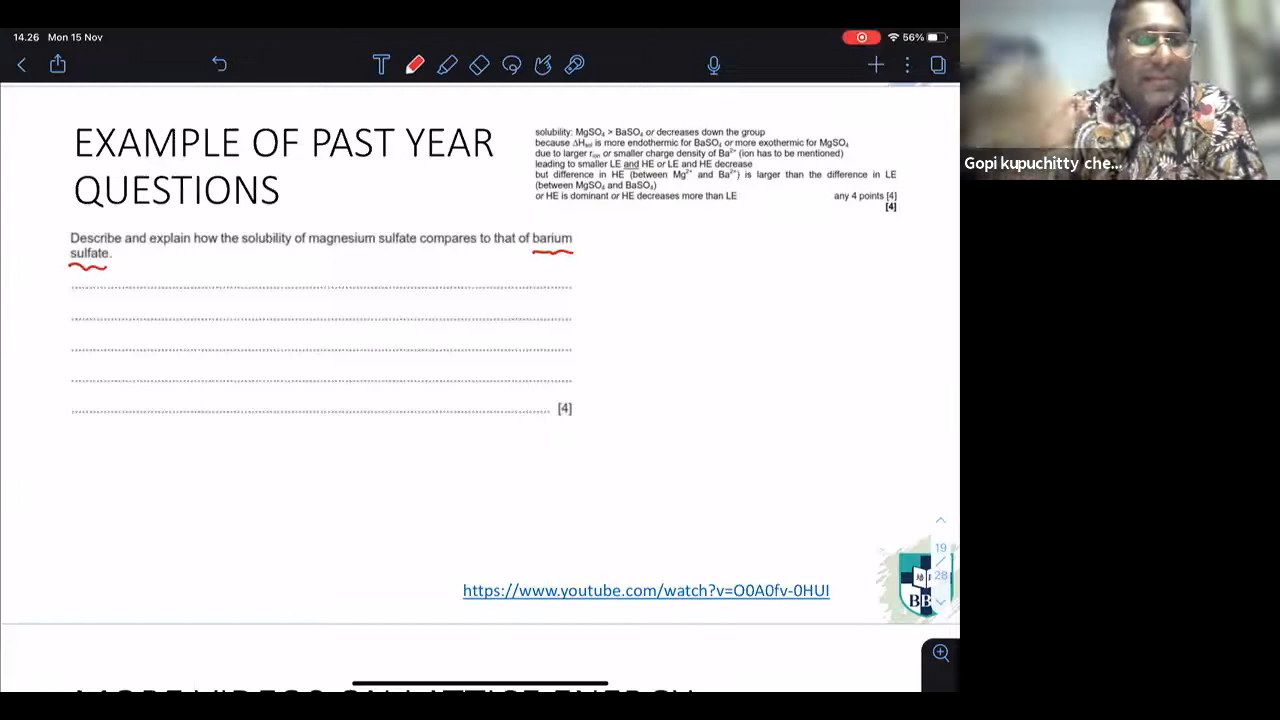 14.26 Mon 15 Nov
56%
EXAMPLE OF PAST YEAR
QUESTIONS
solubility: MgSO₄ > BaSO₄ or decreases down the group
because ΔHsol is more endothermic for BaSO₄ or more exothermic for MgSO₄
due to larger rion or smaller charge density of Ba²⁺ (ion has to be mentioned)
leading to smaller LE and HE or LE and HE decrease
but difference in HE (between Mg²⁺ and Ba²⁺) is larger than the difference in LE
(between MgSO₄ and BaSO₄)
or HE is dominant or HE decreases more than LE any 4 points [4]
[4]
Describe and explain how the solubility of magnesium sulfate compares to that of barium
sulfate.
[4]
https://www.youtube.com/watch?v=O0A0fv-0HUI
19
28
Gopi kupuchitty che...